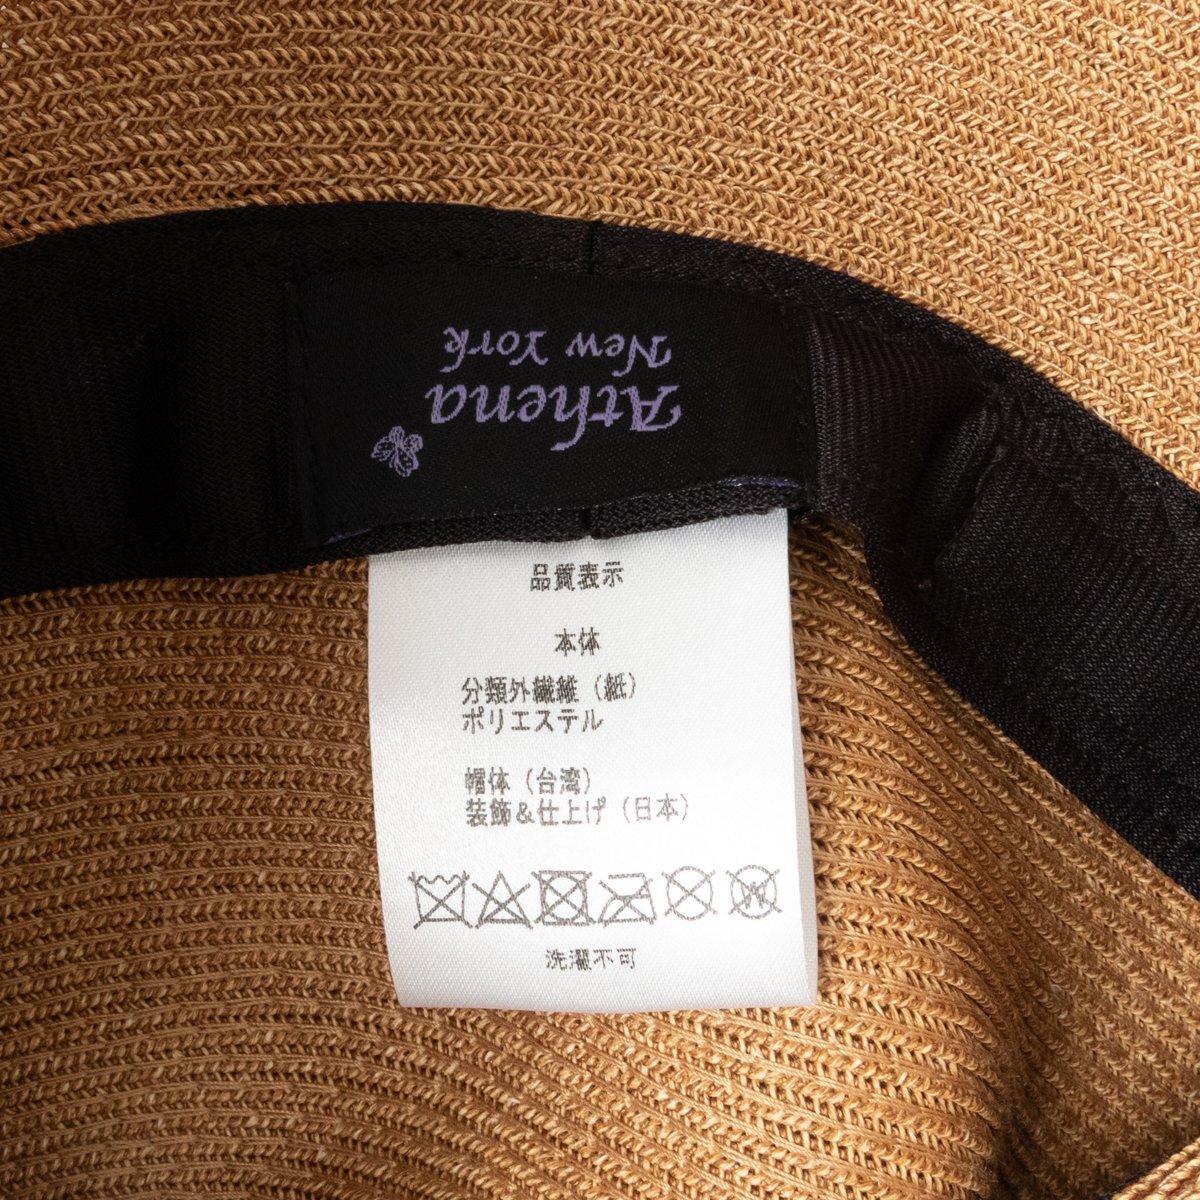 Athena
New York
品質表示
本体
分類外繊維（紙）
ポリエステル
帽体（台湾）
装飾＆仕上げ（日本）
W
洗濯不可